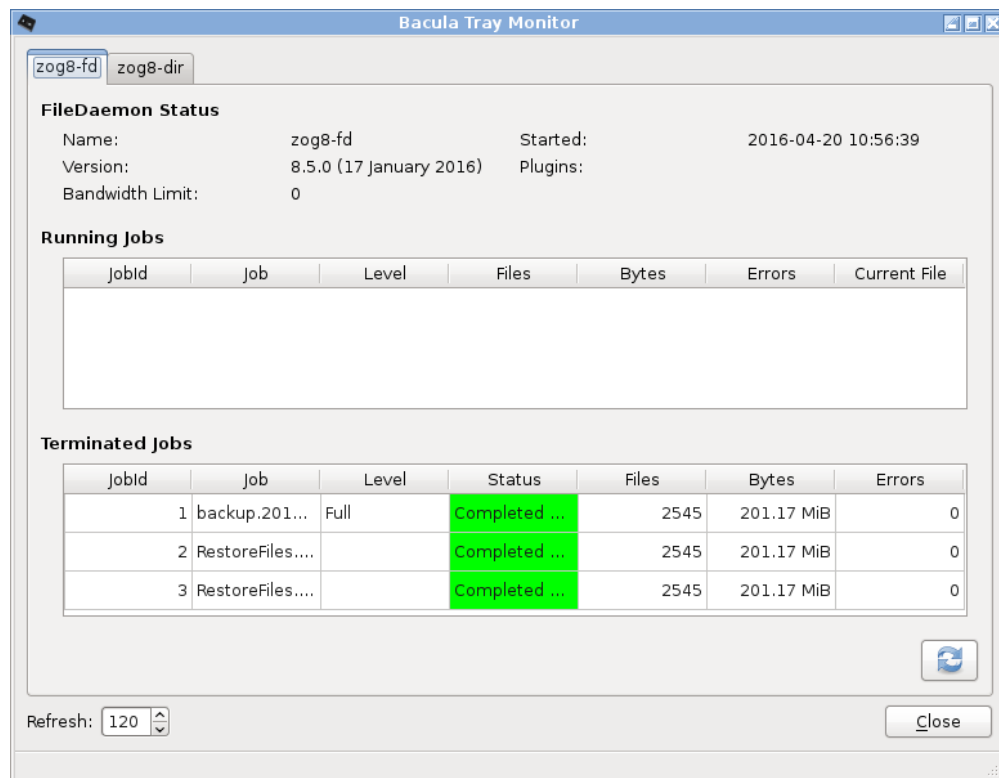 Bacula Tray Monitor
zog8-fd zog8-dir
FileDaemon Status
Name: zog8-fd Started: 2016-04-20 10:56:39
Version: 8.5.0 (17 January 2016) Plugins:
Bandwidth Limit: 0
Running Jobs
JobId Job Level Files Bytes Errors Current File
Terminated Jobs
JobId Job Level Status Files Bytes Errors
1 backup.201... Full Completed ... 2545 201.17 MiB 0
2 RestoreFiles.... Completed ... 2545 201.17 MiB 0
3 RestoreFiles.... Completed ... 2545 201.17 MiB 0
Refresh: 120 Close